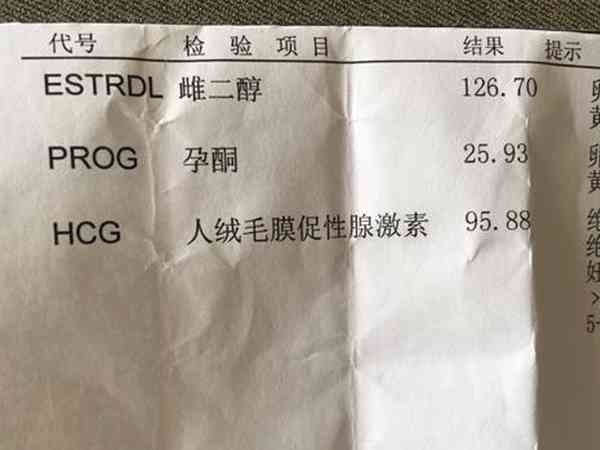 代号 检验项目 结果 提示
ESTRDL 雌二醇 126.70
PROG 孕酮 25.93
HCG 人绒毛膜促性腺激素 95.88